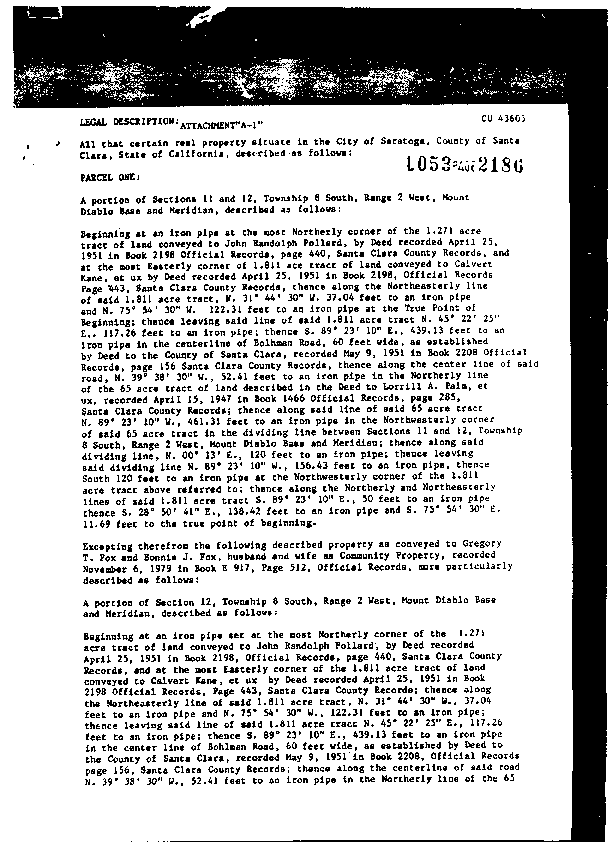 LEGAL DESCRIPTION: ATTACHMENT"A-1"
CU 43603
All that certain real property situate in the City of Saratoga, County of Santa
Clara, State of California, described as follows:
L053 2186
PARCEL ONE:
A portion of Sections 11 and 12, Township 8 South, Range 2 West, Mount
Diablo Base and Meridian, described as follows:
Beginning at an iron pipe at the most Northerly corner of the 1.271 acre
tract of land conveyed to John Randolph Pollard, by Deed recorded April 25,
1951 in Book 2198 Official Records, page 440, Santa Clara County Records, and
at the most Easterly corner of 1.811 ace tract of land conveyed to Calvert
Kane, et ux by Deed recorded April 25, 1951 in Book 2198, Official Records
Page 443, Santa Clara County Records, thence along the Northeasterly line
of said 1.811 acre tract, N. 31° 44' 30" W. 37.04 feet to an iron pipe
and N. 75° 54' 30" W. 122.31 feet to an iron pipe at the True Point of
Beginning; thence leaving said line of said 1.811 acre tract N. 45° 22' 25"
E., 117.26 feet to an iron pipe; thence S. 89° 23' 10" E., 439.13 feet to an
iron pipe in the centerline of Bolhman Road, 60 feet wide, as established
by Deed to the County of Santa Clara, recorded May 9, 1951 in Book 2208 Official
Records, page 156 Santa Clara County Records, thence along the center line of said
road, N. 39° 38' 30" W., 52.41 feet to an iron pipe in the Northerly line
of the 65 acre tract of land described in the Deed to Lorrill A. Palm, et
ux, recorded April 15, 1947 in Book 1466 Official Records, page 285,
Santa Clara County Records; thence along said line of said 65 acre tract
N. 89° 23' 10" W., 461.31 feet to an iron pipe in the Northwesterly corner
of said 65 acre tract in the dividing line between Sections 11 and 12, Township
8 South, Range 2 West, Mount Diablo Base and Meridian; thence along said
dividing line, N. 00° 13' E., 120 feet to an iron pipe; thence leaving
said dividing line N. 89° 23' 10" W., 156.43 feet to an iron pipe, thence
South 120 feet to an iron pipe at the Northwesterly corner of the 1.811
acre tract above referred to; thence along the Northerly and Northeasterly
lines of said 1.811 acre tract S. 89° 23' 10" E., 50 feet to an iron pipe
thence S. 28° 50' 41" E., 138.42 feet to an iron pipe and S. 75° 54' 30" E.
11.69 feet to the true point of beginning.
Excepting therefrom the following described property as conveyed to Gregory
T. Fox and Bonnie J. Fox, husband and wife as Community Property, recorded
November 6, 1979 in Book E 917, Page 512, Official Records, more particularly
described as follows:
A portion of Section 12, Township 8 South, Range 2 West, Mount Diablo Base
and Meridian, described as follows:
Beginning at an iron pipe set at the most Northerly corner of the 1.271
acre tract of land conveyed to John Randolph Pollard, by Deed recorded
April 25, 1951 in Book 2198, Official Records, page 440, Santa Clara County
Records, and at the most Easterly corner of the 1.811 acre tract of land
conveyed to Calvert Kane, et ux by Deed recorded April 25, 1951 in Book
2198 Official Records, Page 443, Santa Clara County Records; thence along
the Northeasterly line of said 1.811 acre tract, N. 31° 44' 30" W., 37.04
feet to an iron pipe and N. 75° 54' 30" W., 122.31 feet to an iron pipe;
thence leaving said line of said 1.811 acre tract N. 45° 22' 25" E., 117.26
feet to an iron pipe; thence S. 89° 23' 10" E., 439.13 feet to an iron pipe
in the center line of Bohlman Road, 60 feet wide, as established by Deed to
the County of Santa Clara, recorded May 9, 1951 in Book 2208, Official Records
page 156, Santa Clara County Records; thence along the centerline of said road
N. 39° 38' 30" W., 52.41 feet to an iron pipe in the Northerly line of the 65